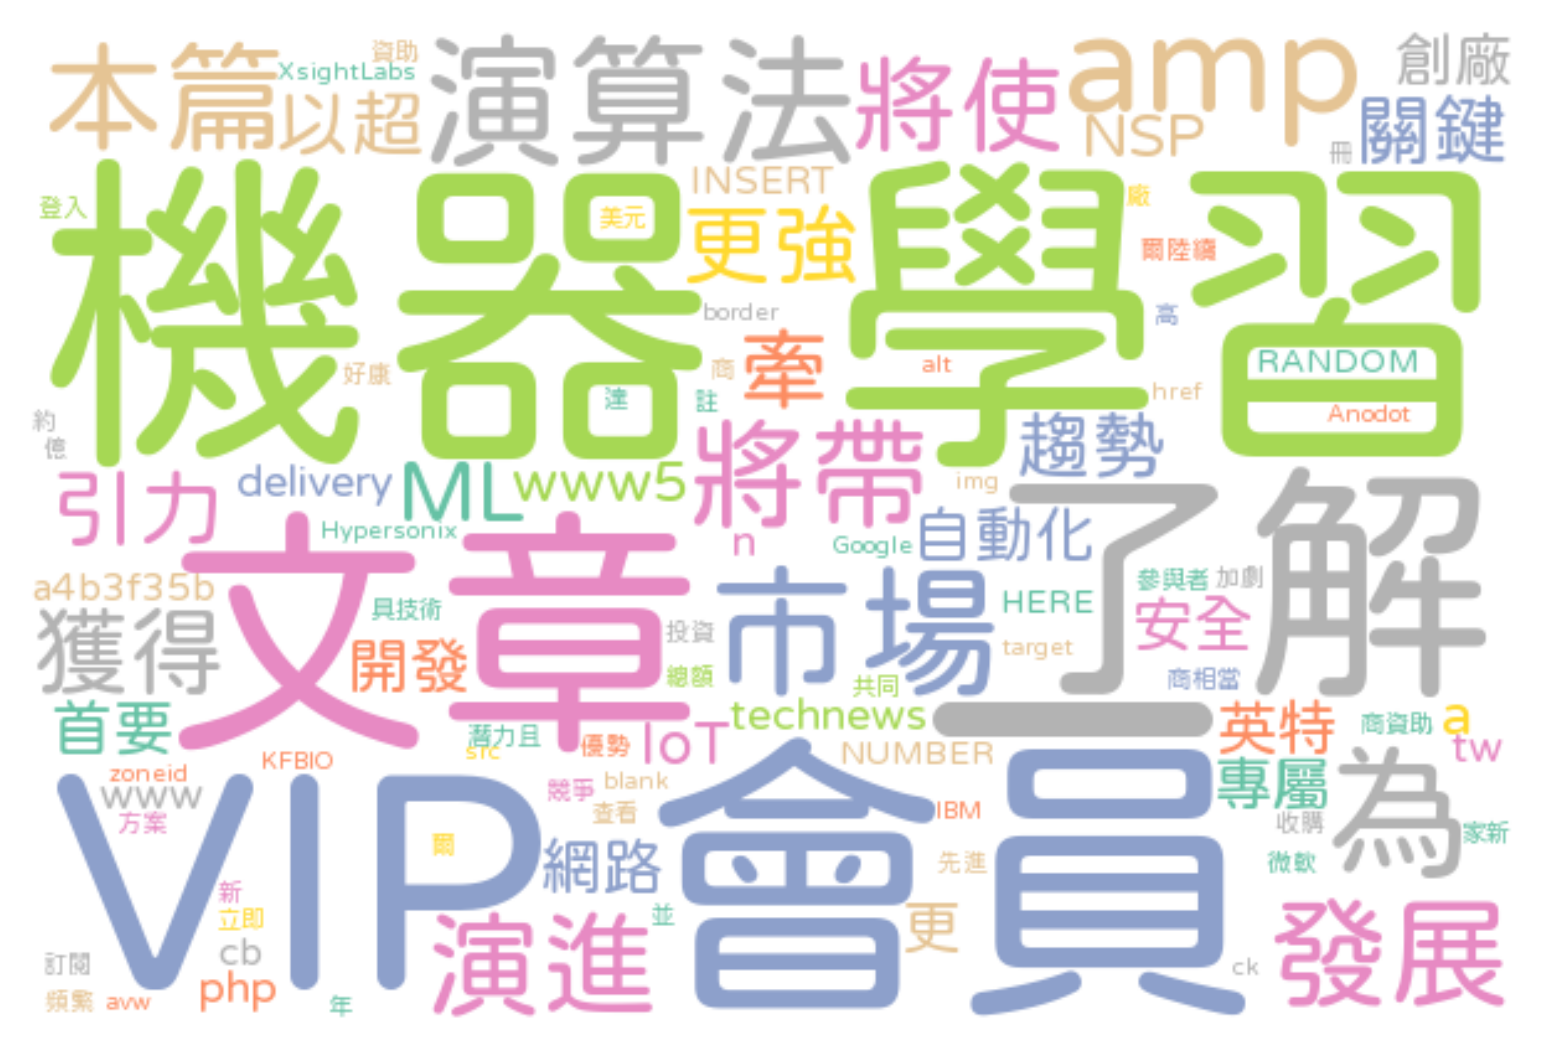 資助
XsightLabs
本篇
以超
演算法
將使
amp
NSP
創廠
關鍵
冊
登入
機器學習
INSERT
美元
更強
廠
爾陸續
border
高
牽
好康
商
alt
RANDOM
href
Anodot
達
註
約
億
趨勢
將帶
引力
delivery
ML
www5
img
了解
Hypersonix
n
Google
自動化
文章
a4b3f35b
獲得
具技術
開發
投資
總額
市場
HERE
參與者
加劇
安全
target
商相當
共同
首要
潛力且
src
優勢
IoT
technews
NUMBER
英特
商資助
a
tw
KFBIO
zoneid
www
方案
VIP會員
競爭
blank
查看
IBM
專屬
收購
為
家新
爾
網路
先進
微軟
新
立即
cb
訂閱
頻繁
avw
php
年
演進
並
更
ck
發展